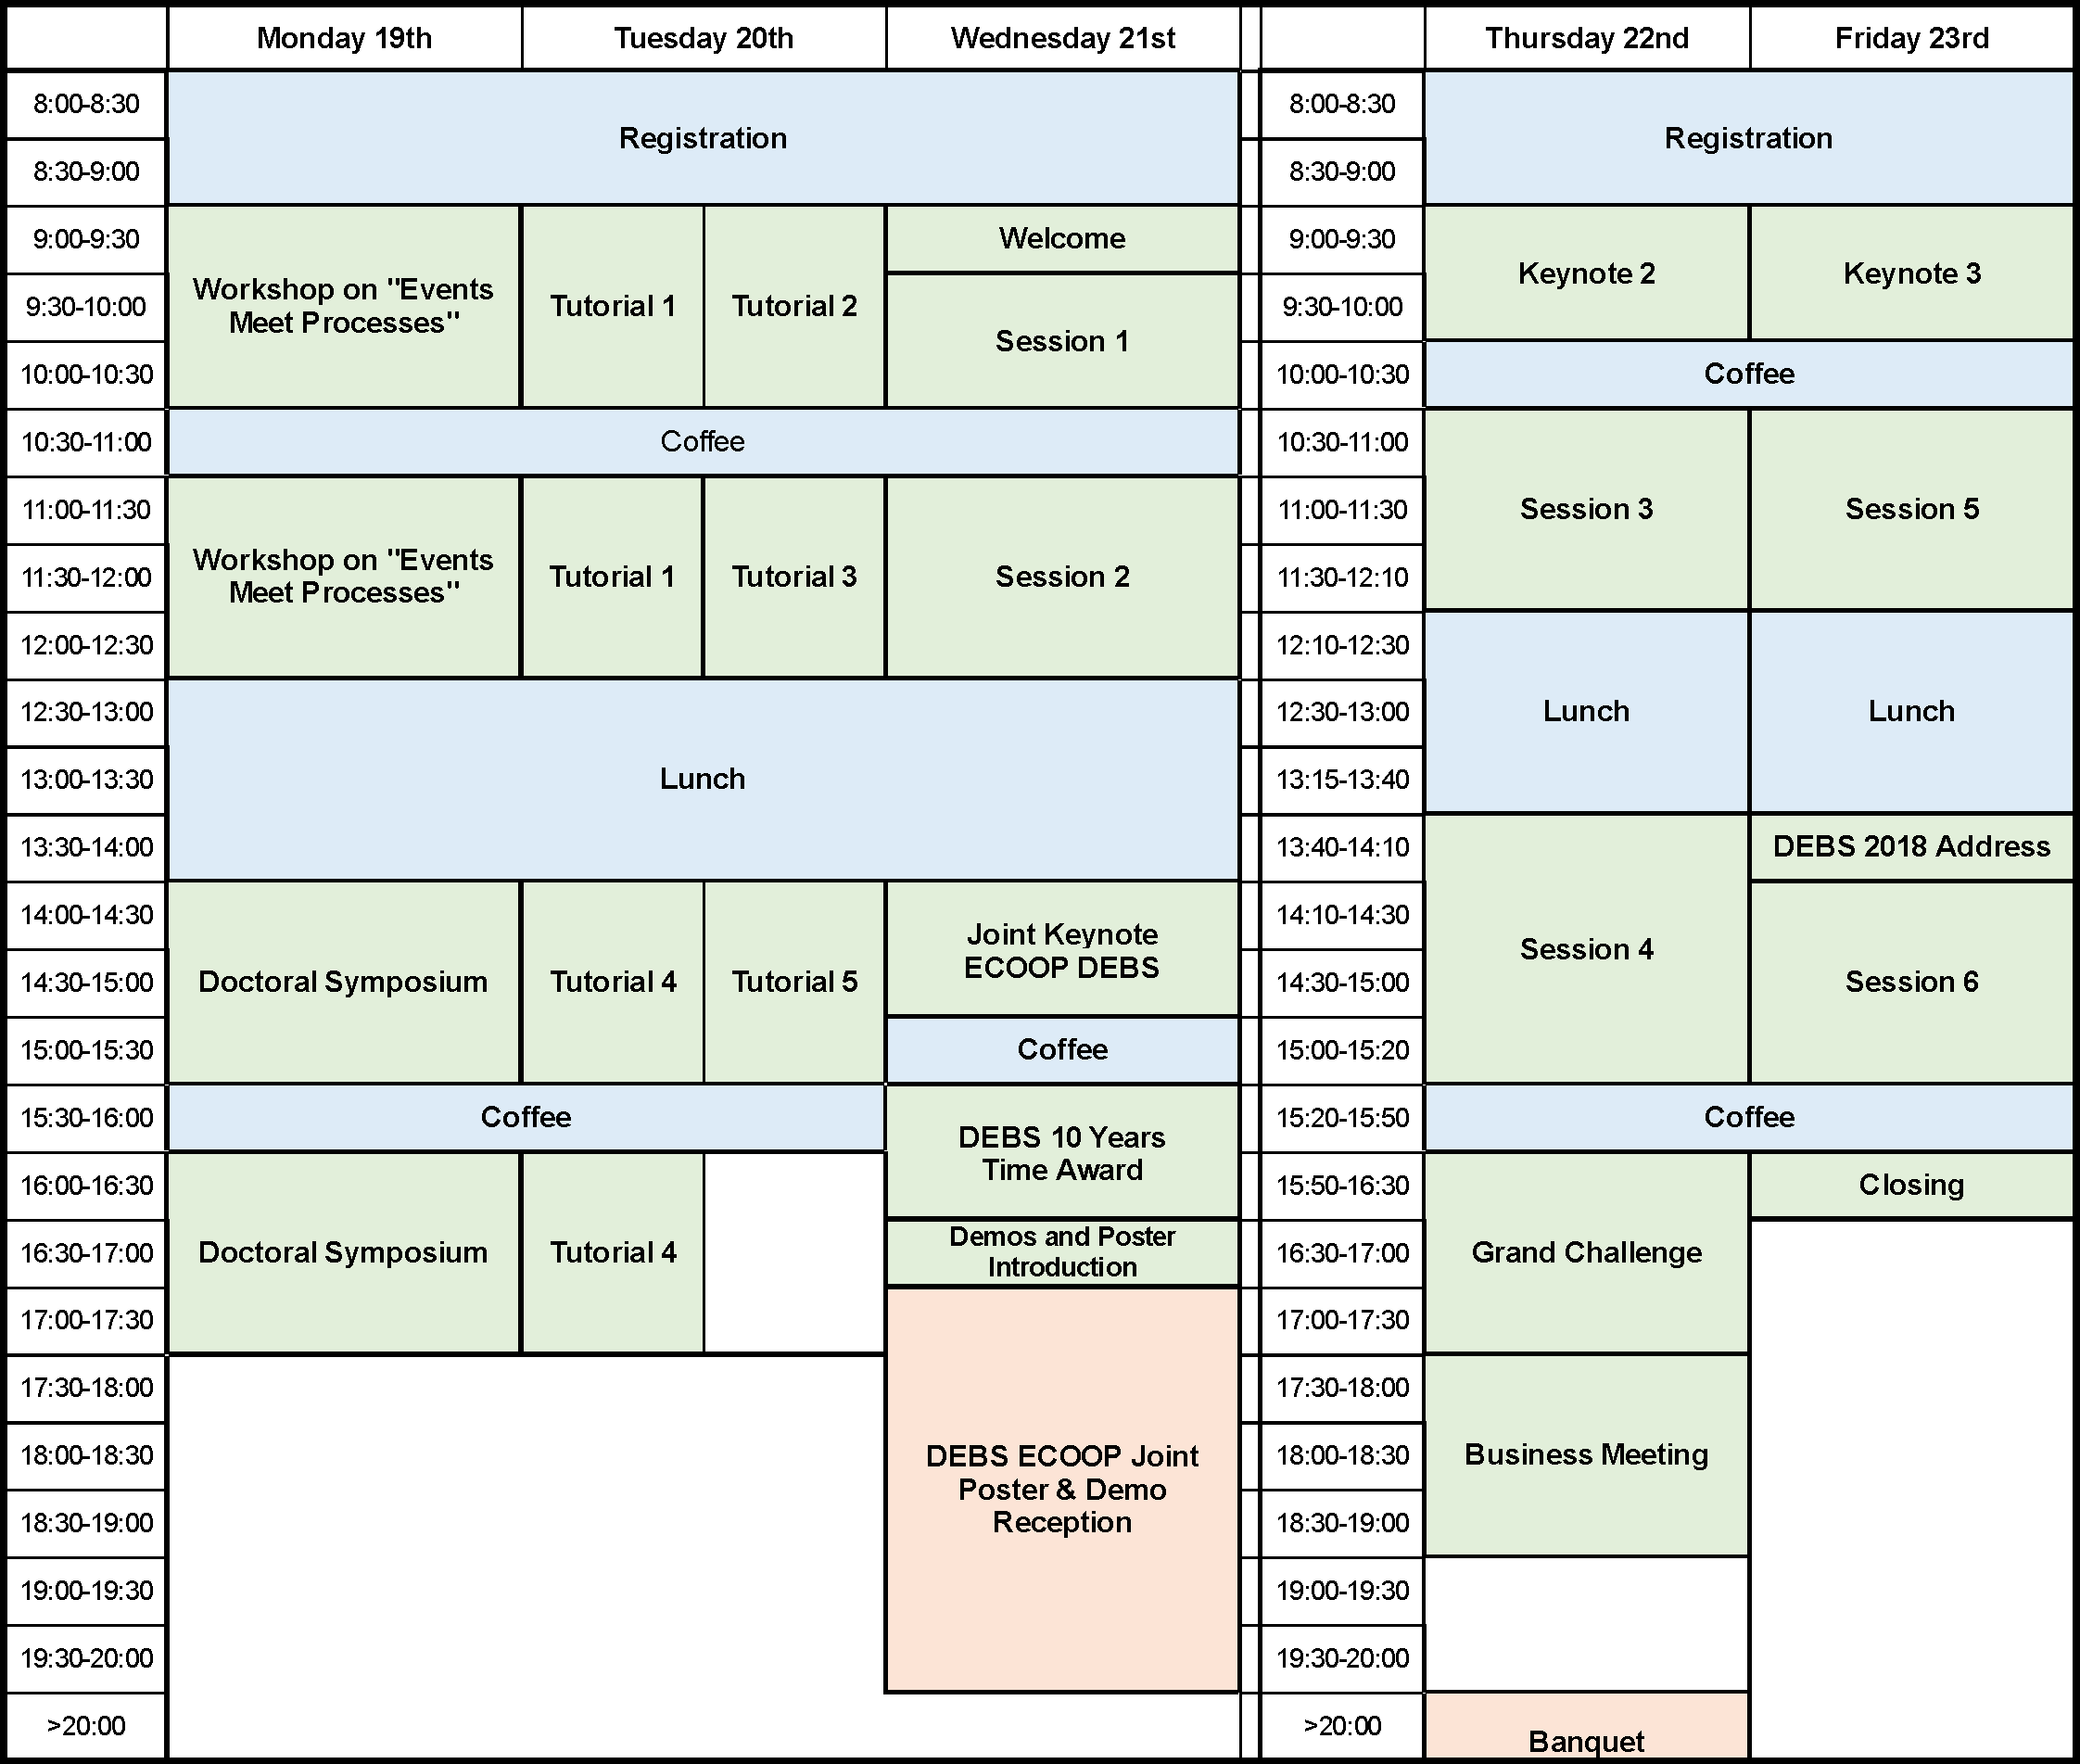 Monday 19th Tuesday 20th Wednesday 21st Thursday 22nd Friday 23rd
8:00-8:30 8:00-8:30
Registration Registration
8:30-9:00 8:30-9:00
9:00-9:30 Welcome 9:00-9:30
Workshop on "Events
Meet Processes"
Tutorial 1 Tutorial 2
Keynote 2 Keynote 3
9:30-10:00 9:30-10:00
Session 1
10:00-10:30 10:00-10:30 Coffee
10:30-11:00 Coffee 10:30-11:00
11:00-11:30 11:00-11:30 Session 3 Session 5
Workshop on "Events
Meet Processes"
11:30-12:00 Tutorial 1 Tutorial 3 Session 2 11:30-12:10
12:00-12:30 12:10-12:30
12:30-13:00 12:30-13:00 Lunch Lunch
13:00-13:30 Lunch 13:15-13:40
13:30-14:00 13:40-14:10 DEBS 2018 Address
14:00-14:30 14:10-14:30
Joint Keynote
ECOOP DEBS
Session 4
14:30-15:00 Doctoral Symposium Tutorial 4 Tutorial 5 14:30-15:00 Session 6
15:00-15:30 Coffee 15:00-15:20
15:30-16:00 Coffee 15:20-15:50 Coffee
DEBS 10 Years
Time Award
16:00-16:30 15:50-16:30 Closing
Demos and Poster
Introduction
16:30-17:00 Doctoral Symposium Tutorial 4 16:30-17:00 Grand Challenge
17:00-17:30 17:00-17:30
17:30-18:00 17:30-18:00
18:00-18:30 18:00-18:30 Business Meeting
DEBS ECOOP Joint
Poster & Demo
Reception
18:30-19:00 18:30-19:00
19:00-19:30 19:00-19:30
19:30-20:00 19:30-20:00
>20:00 >20:00 Banquet